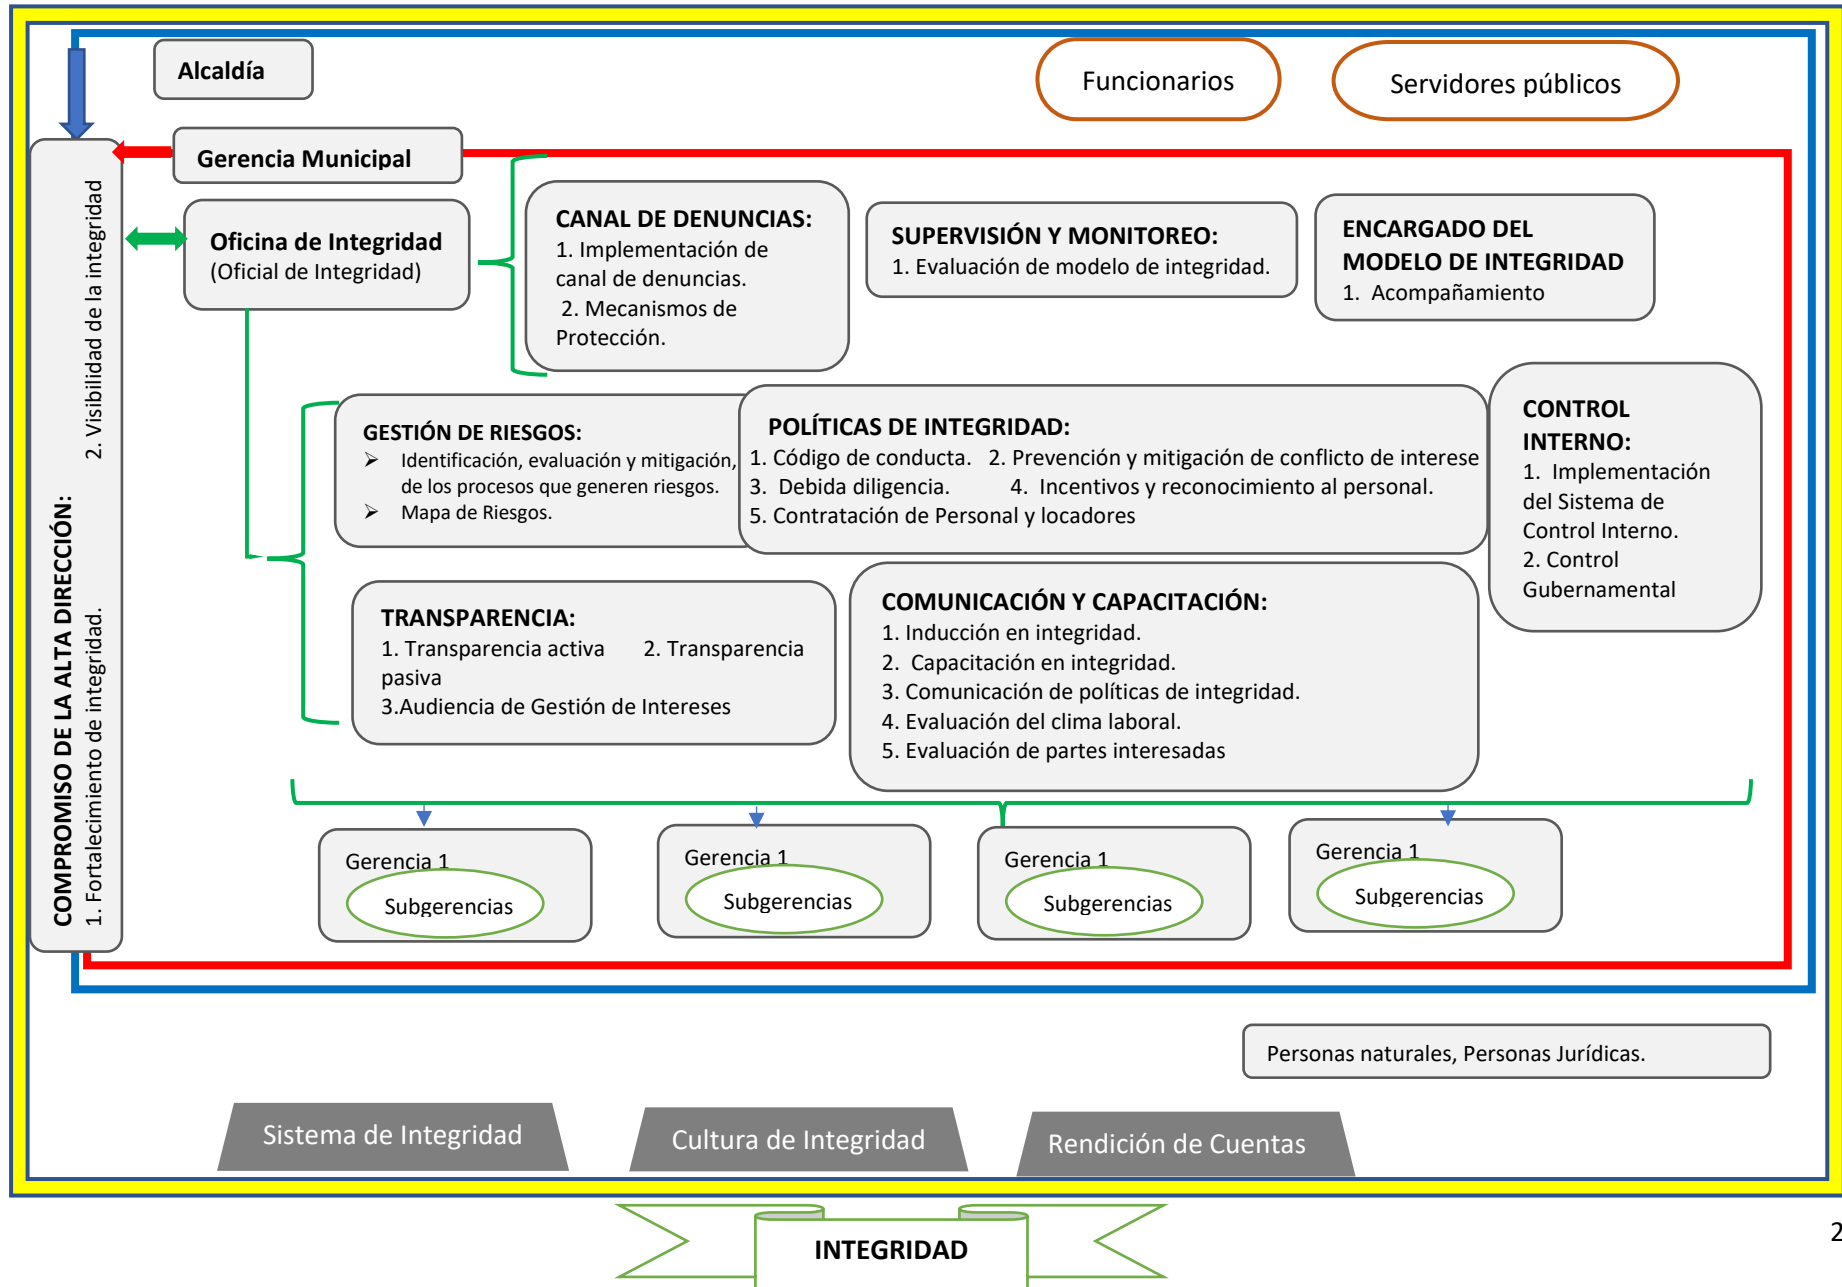 Alcaldía
Funcionarios
Servidores públicos
Gerencia Municipal
Oficina de Integridad
(Oficial de Integridad)
COMPROMISO DE LA ALTA DIRECCIÓN:
1. Fortalecimiento de integridad.
2. Visibilidad de la integridad
CANAL DE DENUNCIAS:
1. Implementación de
canal de denuncias.
2. Mecanismos de
Protección.
SUPERVISIÓN Y MONITOREO:
1. Evaluación de modelo de integridad.
ENCARGADO DEL
MODELO DE INTEGRIDAD
1. Acompañamiento
GESTIÓN DE RIESGOS:
➢ Identificación, evaluación y mitigación,
de los procesos que generen riesgos.
➢ Mapa de Riesgos.
POLÍTICAS DE INTEGRIDAD:
1. Código de conducta. 2. Prevención y mitigación de conflicto de interese
3. Debida diligencia. 4. Incentivos y reconocimiento al personal.
5. Contratación de Personal y locadores
CONTROL
INTERNO:
1. Implementación
del Sistema de
Control Interno.
2. Control
Gubernamental
TRANSPARENCIA:
1. Transparencia activa 2. Transparencia
pasiva
3.Audiencia de Gestión de Intereses
COMUNICACIÓN Y CAPACITACIÓN:
1. Inducción en integridad.
2. Capacitación en integridad.
3. Comunicación de políticas de integridad.
4. Evaluación del clima laboral.
5. Evaluación de partes interesadas
Gerencia 1
Subgerencias
Gerencia 1
Subgerencias
Gerencia 1
Subgerencias
Gerencia 1
Subgerencias
Personas naturales, Personas Jurídicas.
Sistema de Integridad
Cultura de Integridad
Rendición de Cuentas
INTEGRIDAD
2